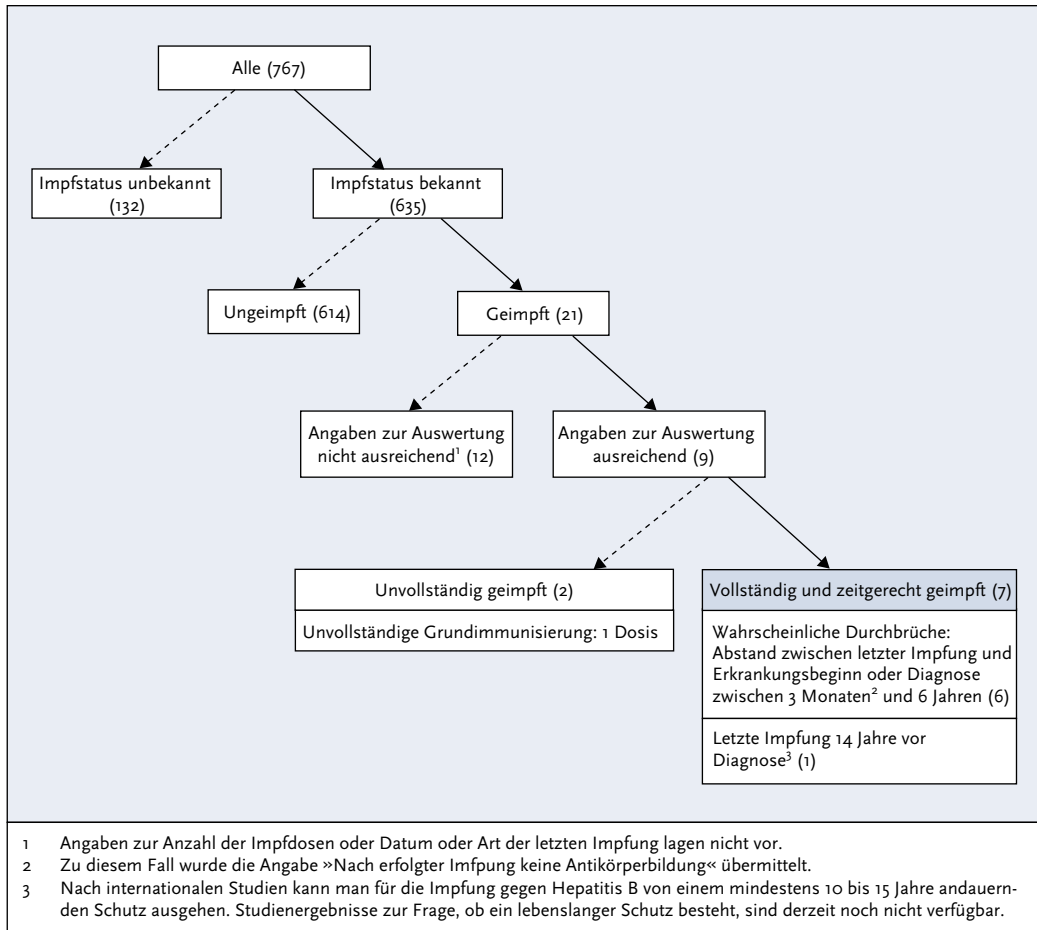 Alle (767)
Impfstatus unbekannt
(132)
Impfstatus bekannt
(635)
Ungeimpft (614)
Geimpft (21)
Angaben zur Auswertung
nicht ausreichend¹ (12)
Angaben zur Auswertung
ausreichend (9)
Unvollständig geimpft (2)
Unvollständige Grundimmunisierung: 1 Dosis
Vollständig und zeitgerecht geimpft (7)
Wahrscheinliche Durchbrüche:
Abstand zwischen letzter Impfung und
Erkrankungsbeginn oder Diagnose
zwischen 3 Monaten² und 6 Jahren (6)
Letzte Impfung 14 Jahre vor
Diagnose³ (1)
1 Angaben zur Anzahl der Impfdosen oder Datum oder Art der letzten Impfung lagen nicht vor.
2 Zu diesem Fall wurde die Angabe »Nach erfolgter Imfpung keine Antikörperbildung« übermittelt.
3 Nach internationalen Studien kann man für die Impfung gegen Hepatitis B von einem mindestens 10 bis 15 Jahre andauern-
den Schutz ausgehen. Studienergebnisse zur Frage, ob ein lebenslanger Schutz besteht, sind derzeit noch nicht verfügbar.